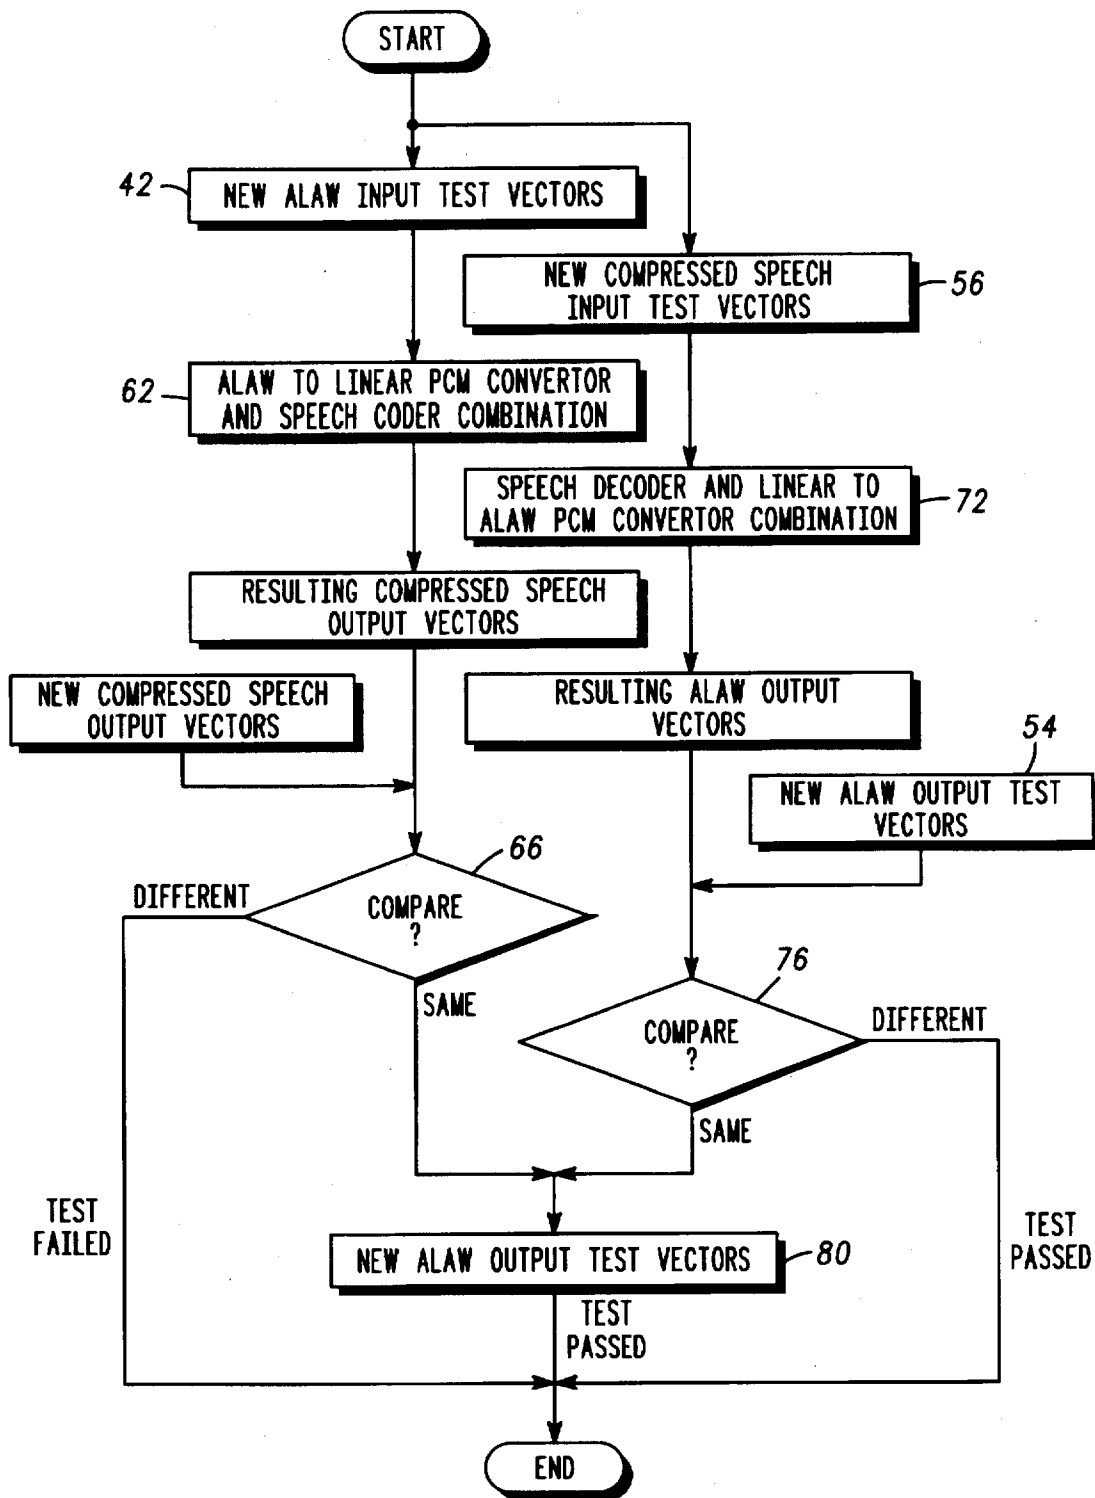 START
42
NEW ALAW INPUT TEST VECTORS
NEW COMPRESSED SPEECH
INPUT TEST VECTORS
56
62
ALAW TO LINEAR PCM CONVERTOR
AND SPEECH CODER COMBINATION
SPEECH DECODER AND LINEAR TO
ALAW PCM CONVERTOR COMBINATION
72
RESULTING COMPRESSED SPEECH
OUTPUT VECTORS
NEW COMPRESSED SPEECH
OUTPUT VECTORS
RESULTING ALAW OUTPUT
VECTORS
54
NEW ALAW OUTPUT TEST
VECTORS
66
DIFFERENT
COMPARE
?
SAME
76
COMPARE
?
DIFFERENT
SAME
TEST
FAILED
NEW ALAW OUTPUT TEST VECTORS
80
TEST
PASSED
TEST
PASSED
END